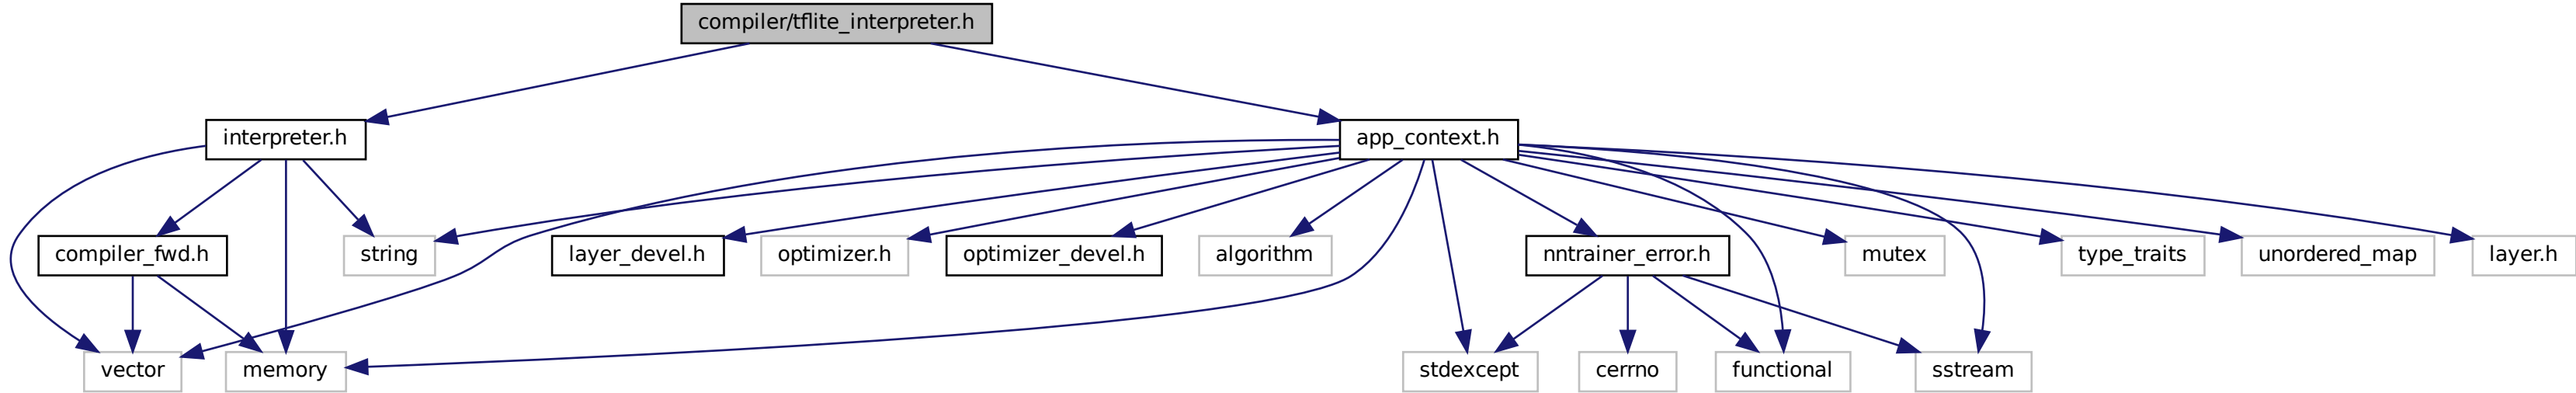 compiler/tflite_interpreter.h
interpreter.h
app_context.h
compiler_fwd.h
string
layer_devel.h
optimizer.h
optimizer_devel.h
algorithm
nntrainer_error.h
mutex
type_traits
unordered_map
layer.h
vector
memory
stdexcept
cerrno
functional
sstream